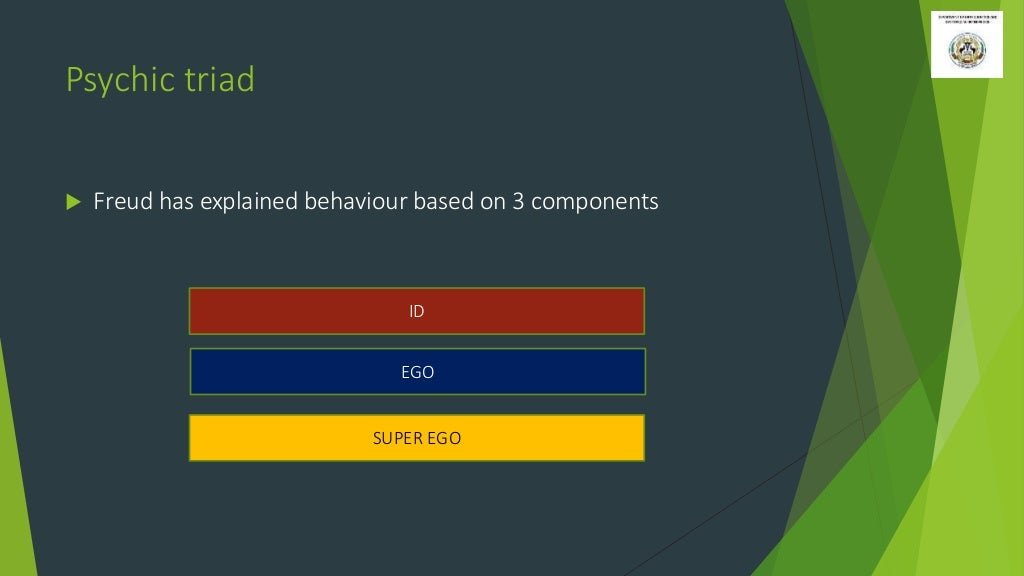 Psychic triad
Freud has explained behaviour based on 3 components
ID
EGO
SUPER EGO